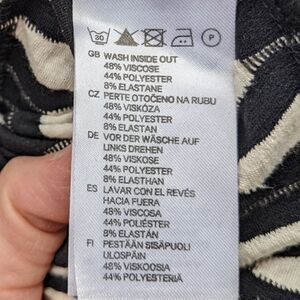 30 P
GB WASH INSIDE OUT
48% VISCOSE
44% POLYESTER
8% ELASTANE
CZ PERTE OTOČENO NA RUBU
48% VISKÓZA
44% POLYESTER
8% ELASTAN
DE VOR DER WÄSCHE AUF
LINKS DREHEN
48% VISKOSE
44% POLYESTER
8% ELASTHAN
ES LAVAR CON EL REVÉS
HACIA FUERA
48% VISCOSA
44% POLIÉSTER
8% ELASTÁN
FI PESTÄÄN SISÄPUOLI
ULOSPÄIN
48% VISKOOSIA
44% POLYESTERIÄ